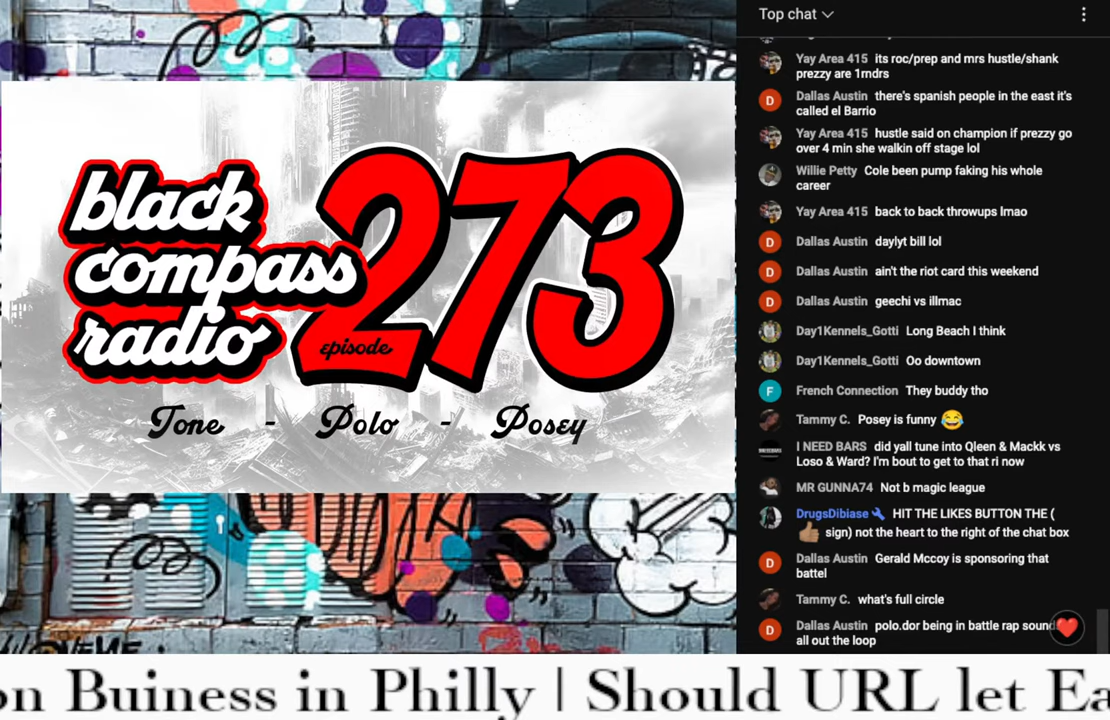 Top chat
Yay Area 415 its roc/prep and mrs hustle/shank
prezzy are 1mdrs
Dallas Austin there's spanish people in the east it's
called el Barrio
Yay Area 415 hustle said on champion if prezzy go
over 4 min she walkin off stage lol
Willie Petty Cole been pump faking his whole
career
Yay Area 415 back to back throwups lmao
D Dallas Austin daylyt bill lol
D Dallas Austin ain't the riot card this weekend
D Dallas Austin geechi vs illmac
Day1Kennels_Gotti Long Beach I think
Day1Kennels_Gotti Oo downtown
F French Connection They buddy tho
Tammy C. Posey is funny 😂
I NEED BARS did yall tune into Qleen & Mackk vs
Loso & Ward? I'm bout to get to that ri now
MR GUNNA74 Not b magic league
DrugsDibiase HIT THE LIKES BUTTON THE (
👍🏽 sign) not the heart to the right of the chat box
D Dallas Austin Gerald Mccoy is sponsoring that
battel
Tammy C. what's full circle
D Dallas Austin polo.dor being in battle rap sound
all out the loop
black
compass
radio
273
episode
Tone - Polo - Posey
on Buiness in Philly | Should URL let Ea